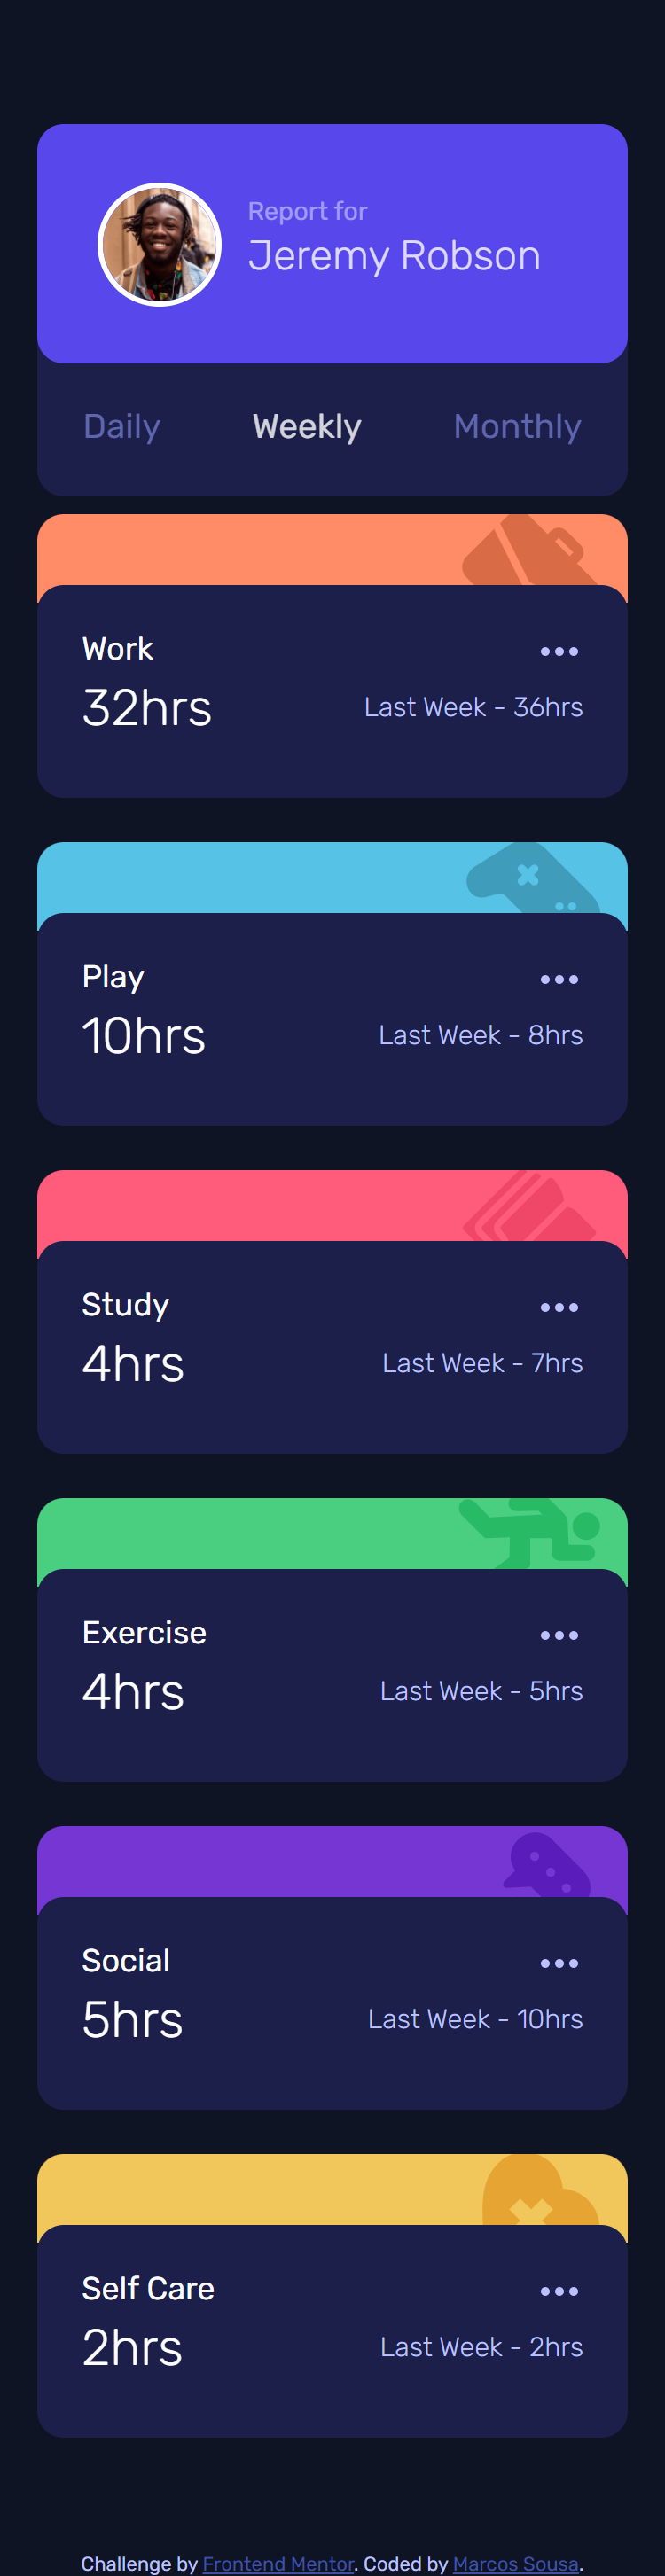 Report for
Jeremy Robson
Daily Weekly Monthly
Work
32hrs Last Week - 36hrs
Play
10hrs Last Week - 8hrs
Study
4hrs Last Week - 7hrs
Exercise
4hrs Last Week - 5hrs
Social
5hrs Last Week - 10hrs
Self Care
2hrs Last Week - 2hrs
Challenge by Frontend Mentor. Coded by Marcos Sousa.